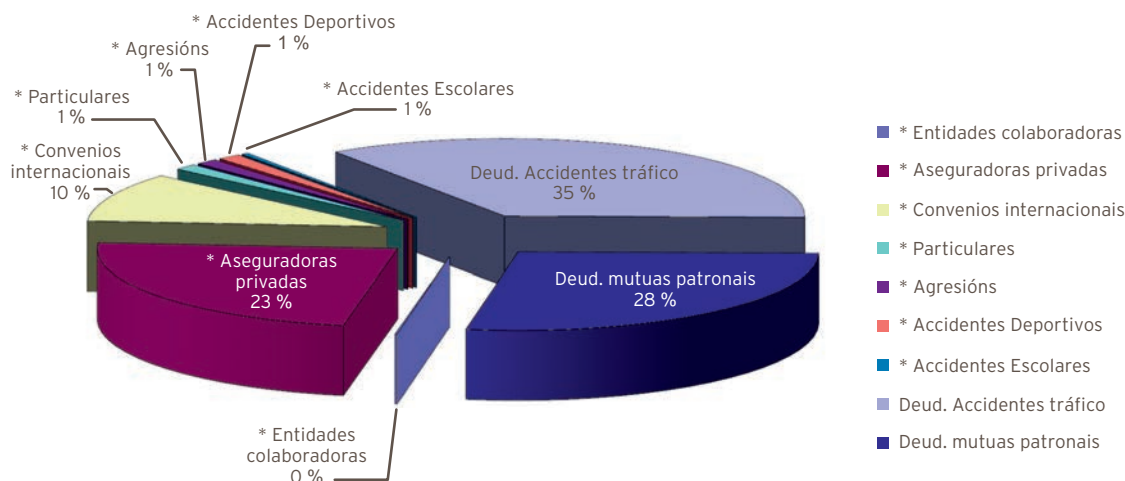 * Accidentes Deportivos
1 %
* Agresións
1 %
* Accidentes Escolares
1 %
* Particulares
1 %
* Convenios
internacionais
10 %
Deud. Accidentes tráfico
35 %
* Aseguradoras
privadas
23 %
Deud. mutuas patronais
28 %
* Entidades
colaboradoras
0 %
* Entidades colaboradoras
* Aseguradoras privadas
* Convenios internacionais
* Particulares
* Agresións
* Accidentes Deportivos
* Accidentes Escolares
Deud. Accidentes tráfico
Deud. mutuas patronais